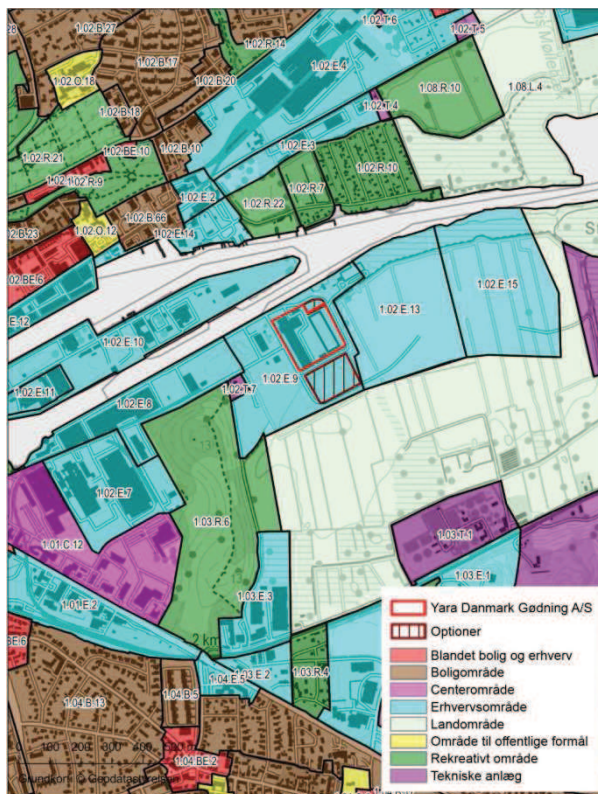 1.02.B.27
1.02.B.17
1.02.R.14
1.02.T.6
1.02.T.5
1.02.O.18
1.02.B.20
1.02.E.4
1.08.R.10
1.08.L.4
1.02.B.18
1.02.T.4
1.02.R.21
1.02.BE.10
1.02.B.10
1.02.E.3
1.02.R.9
1.02.R.10
1.02.E.2
1.02.R.7
1.02.R.22
1.02.B.66
02.B.23
1.02.O.12
1.02.E.14
02.BE.6
1.02.E.13
1.02.E.15
E.12
1.02.E.10
1.02.E.11
1.02.T.7
1.02.E.9
1.02.E.8
13
1.02.E.7
1.03.R.6
1.01.C.12
1.03.T.1
1.03.E.1
1.03.E.3
1.01.E.2
2 km
BE.6
1.03.E.2
1.03.R.4
1.04.E.5
1.04.B.5
1.04.B.13
1.04.BE.2
0 100 200 300 400 500 m
Grundkort: © Geodatastyrelsen
Yara Danmark Gødning A/S
Optioner
Blandet bolig og erhverv
Boligområde
Centerområde
Erhvervsområde
Landområde
Område til offentlige formål
Rekreativt område
Tekniske anlæg